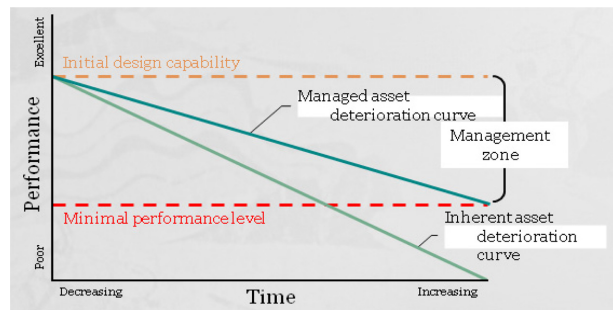 Excellent
Initial design capability
Managed asset
deterioration curve
Management
zone
Performance
Minimal performance level
Inherent asset
deterioration
curve
Poor
Decreasing
Time
Increasing